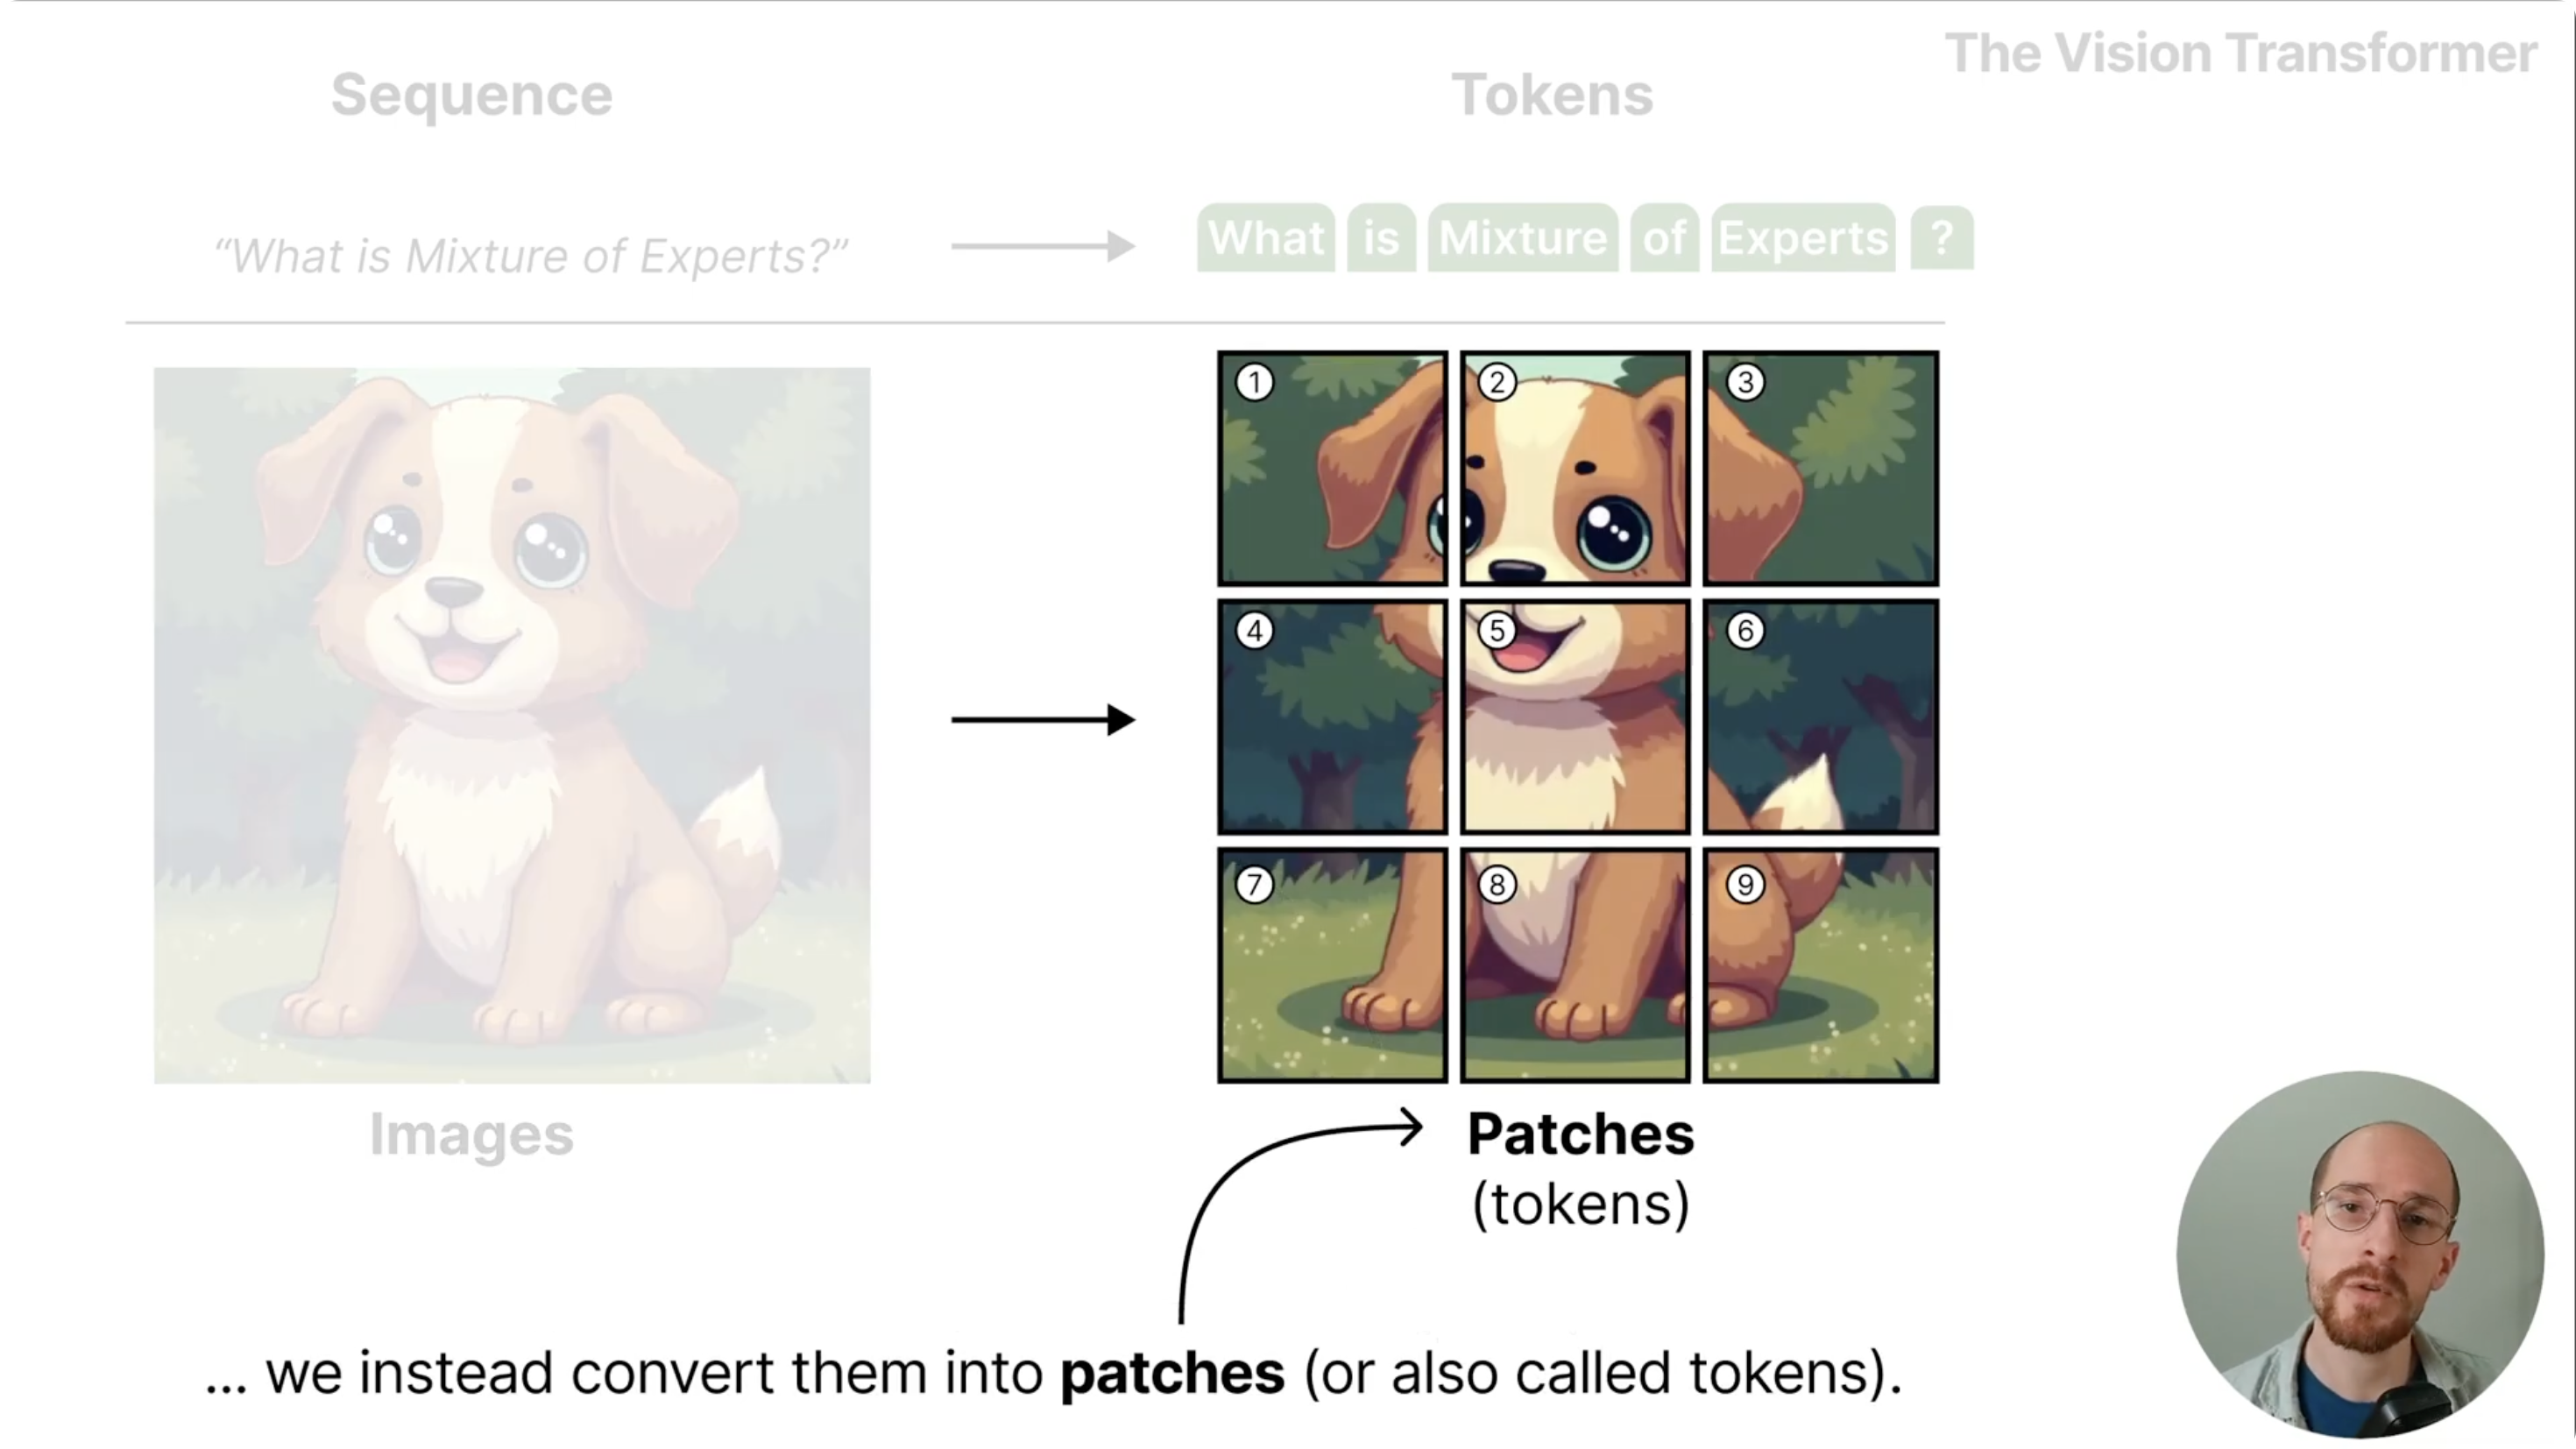 The Vision Transformer
Sequence
Tokens
“What is Mixture of Experts?”
What is Mixture of Experts ?
1 2 3
4 5 6
7 8 9
Images
Patches
(tokens)
... we instead convert them into patches (or also called tokens).